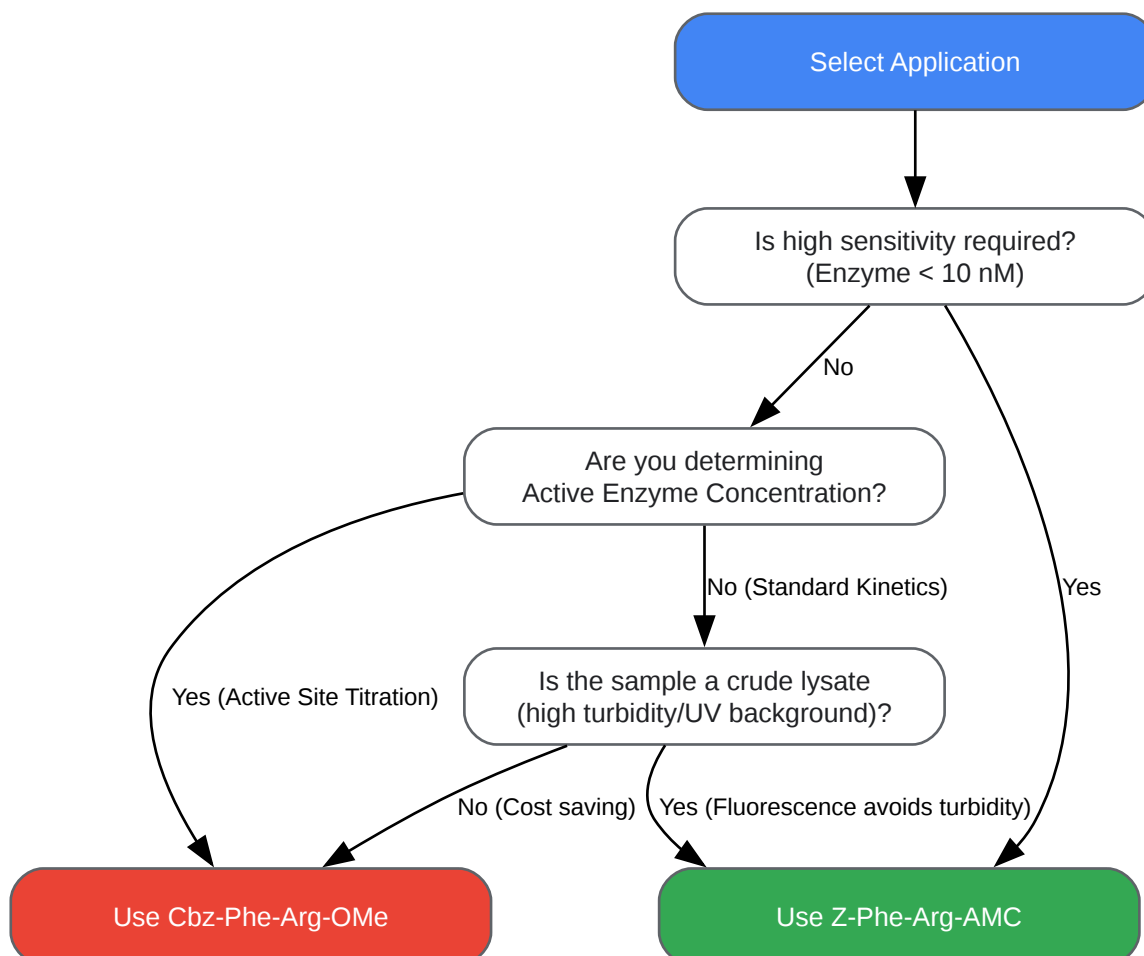 Select Application
Is high sensitivity required?
(Enzyme < 10 nM)
No
Are you determining
Active Enzyme Concentration?
No (Standard Kinetics)
Yes
Is the sample a crude lysate
(high turbidity/UV background)?
Yes (Active Site Titration)
No (Cost saving)
Yes (Fluorescence avoids turbidity)
Use Cbz-Phe-Arg-OMe
Use Z-Phe-Arg-AMC